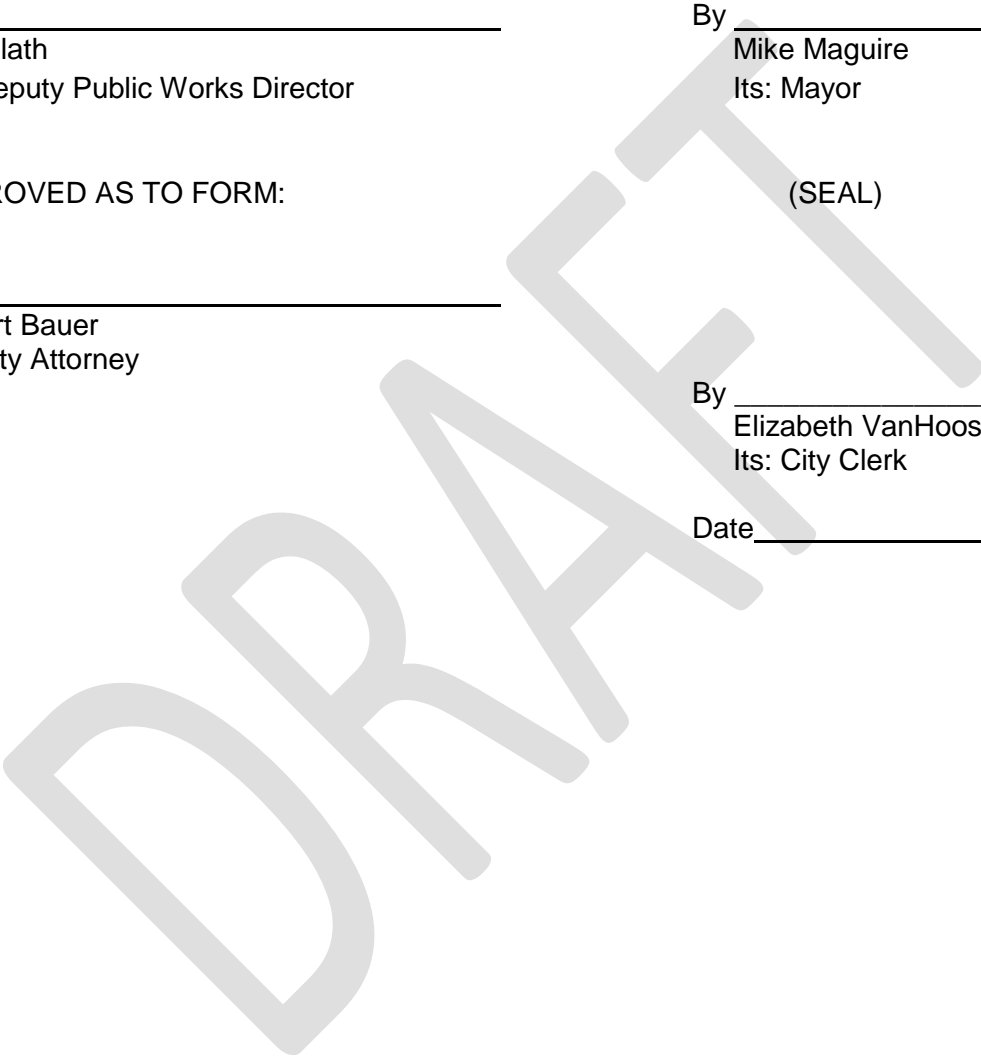 By
lath
Mike Maguire
eputy Public Works Director
Its: Mayor
ROVED AS TO FORM:
(SEAL)
rt Bauer
ty Attorney
By _______________
Elizabeth VanHoos
Its: City Clerk
Date
DRAFT